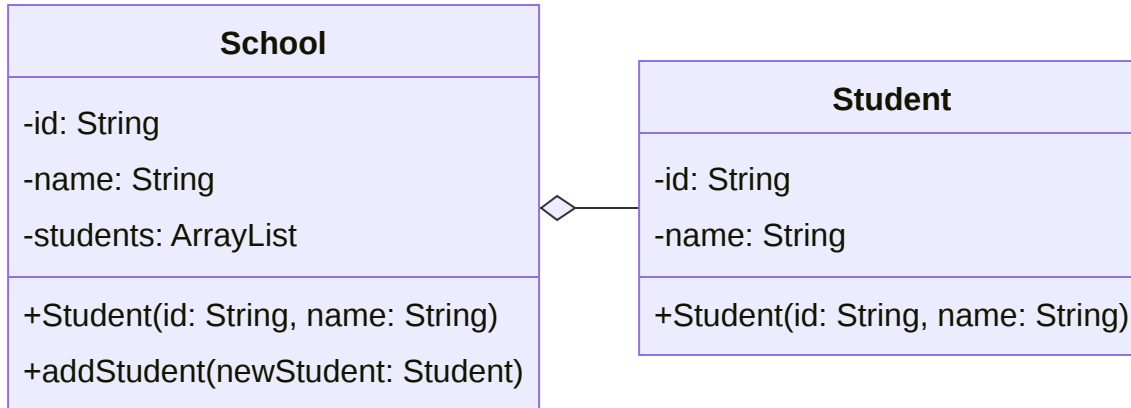 School
-id: String
-name: String
-students: ArrayList
+Student(id: String, name: String)
+addStudent(newStudent: Student)
Student
-id: String
-name: String
+Student(id: String, name: String)